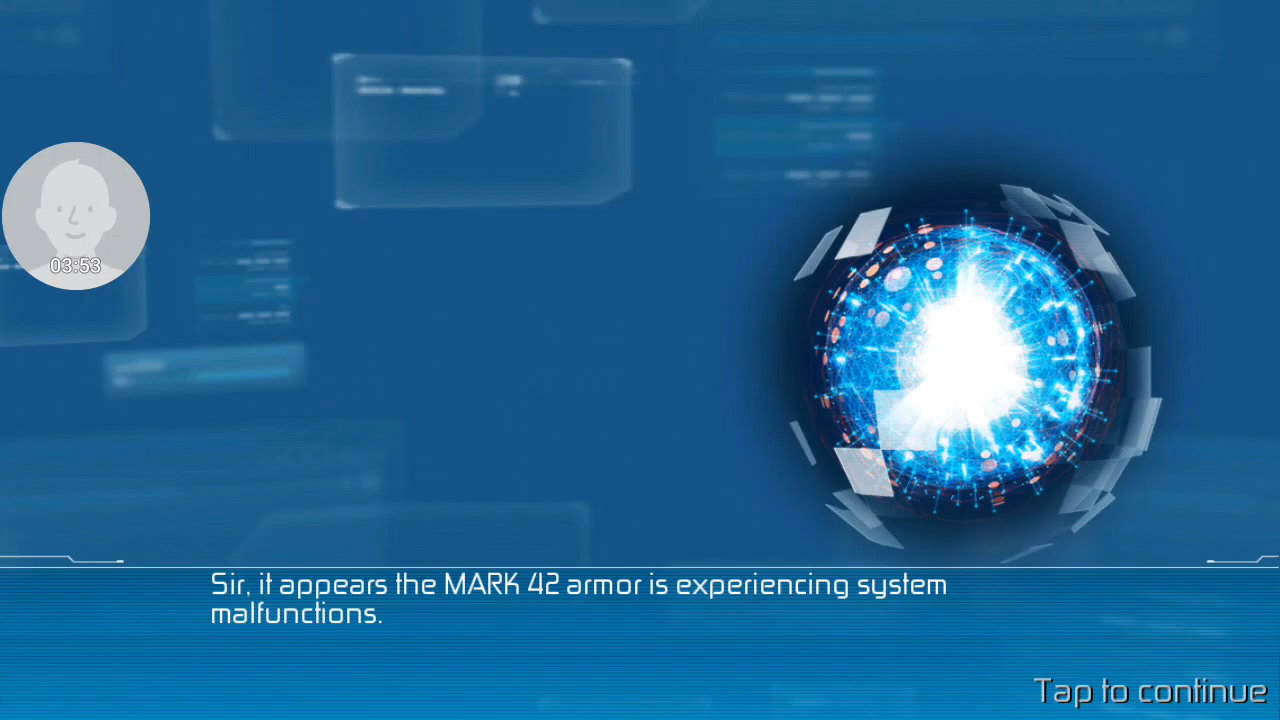 03:53
Sir, it appears the MARK 42 armor is experiencing system
malfunctions.
Tap to continue